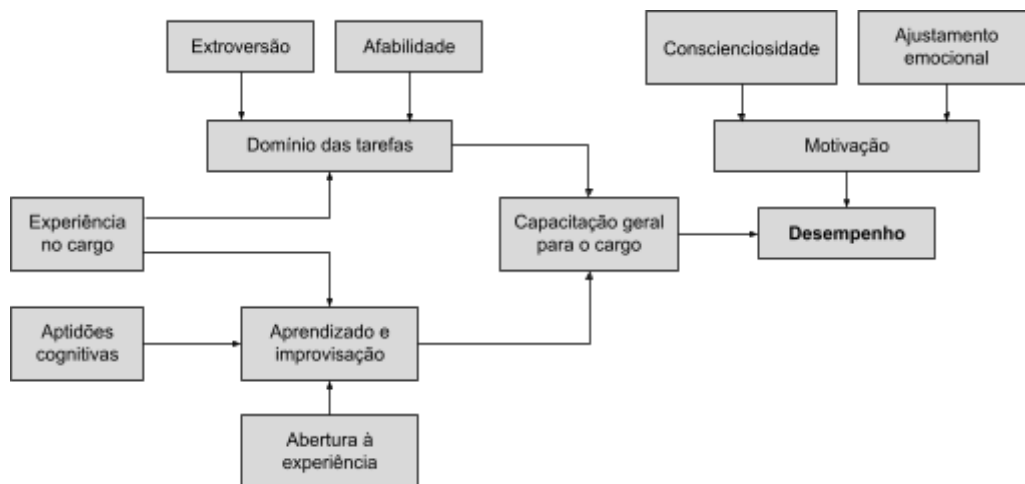 Extroversão
Afabilidade
Conscienciosidade
Ajustamento
emocional
Domínio das tarefas
Motivação
Experiência
no cargo
Capacitação geral
para o cargo
Desempenho
Aptidões
cognitivas
Aprendizado e
improvisação
Abertura à
experiência